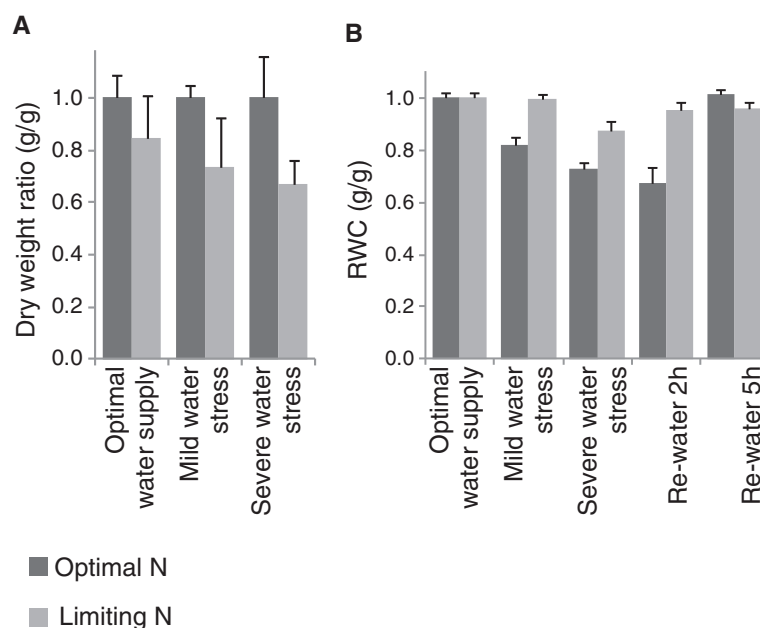 A
Dry weight ratio (g/g)
1.0
0.8
0.6
0.4
0.2
0.0
Optimal
water supply
Mild water
stress
Severe water
stress
B
RWC (g/g)
1.0
0.8
0.6
0.4
0.2
0.0
Optimal
water supply
Mild water
stress
Severe water
stress
Re-water 2h
Re-water 5h
Optimal N
Limiting N